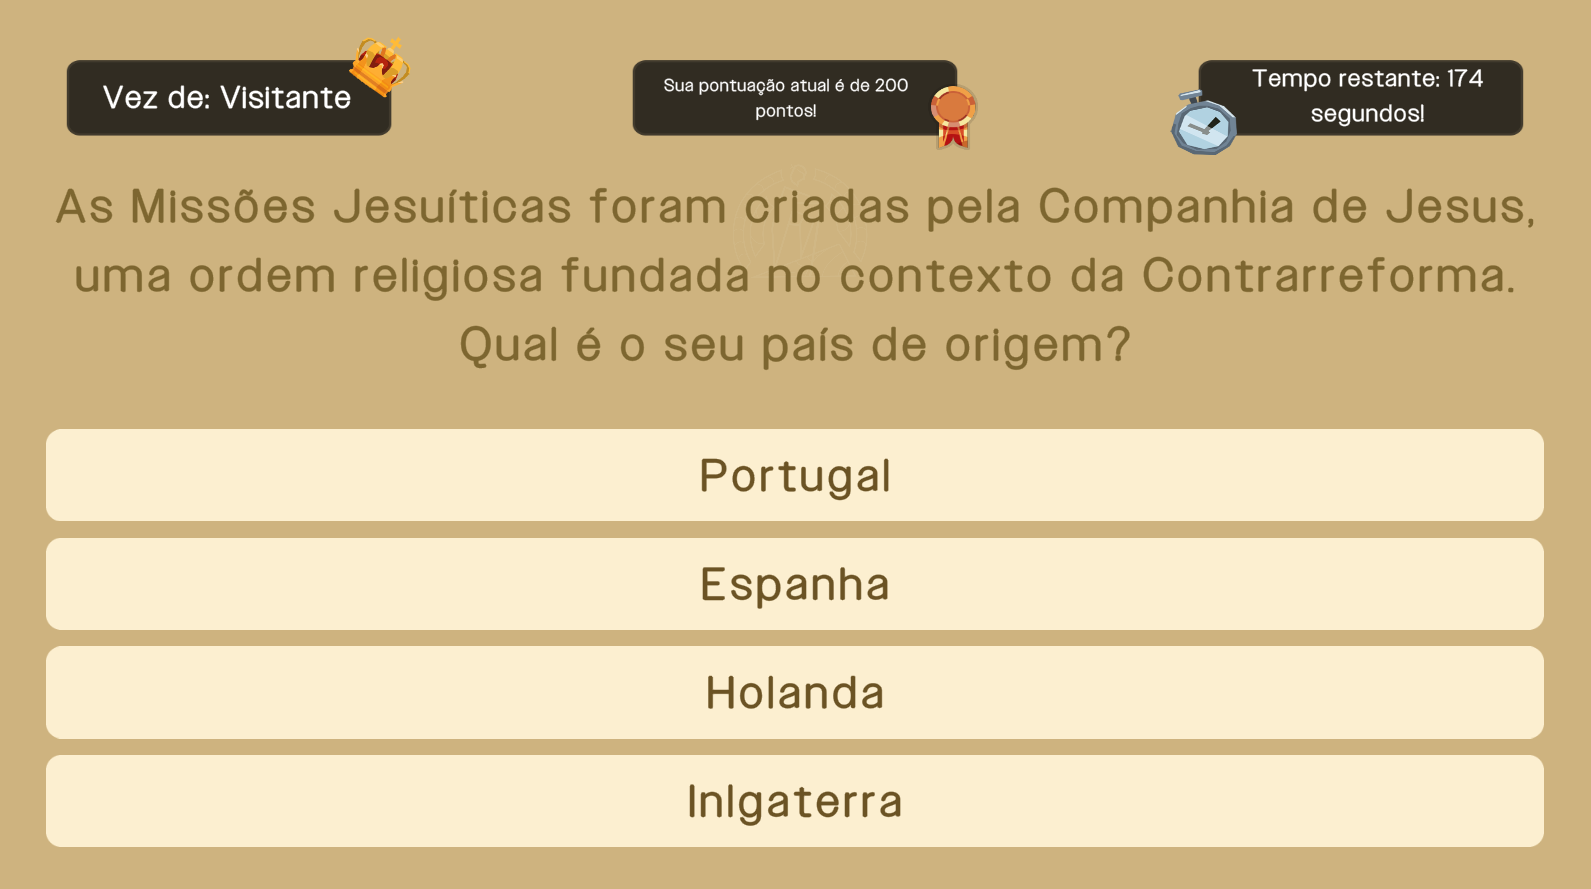 Vez de: Visitante
Sua pontuação atual é de 200
pontos!
Tempo restante: 174
segundos!
As Missões Jesuíticas foram criadas pela Companhia de Jesus,
uma ordem religiosa fundada no contexto da Contrarreforma.
Qual é o seu país de origem?
Portugal
Espanha
Holanda
Inlgaterra